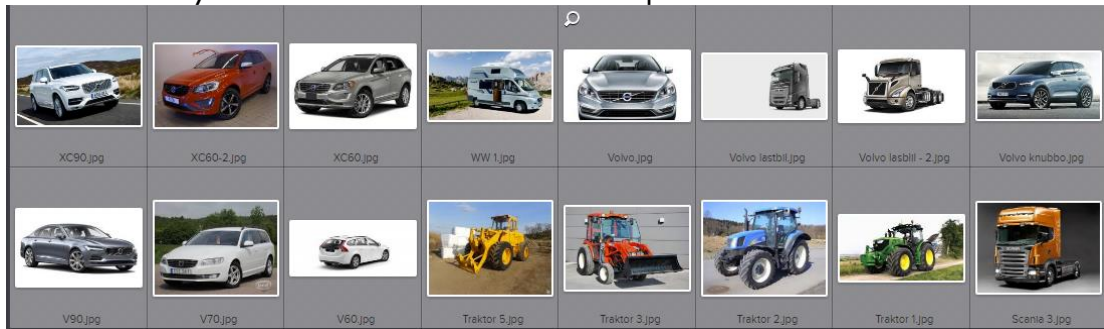 XC90.jpg
XC60-2.jpg
XC60.jpg
WW 1.jpg
Volvo.jpg
Volvo lastbil.jpg
Volvo lasbill - 2.jpg
Volvo knubbo.jpg
V90.jpg
V70.jpg
V60.jpg
Traktor 5.jpg
Traktor 3.jpg
Traktor 2.jpg
Traktor 1.jpg
Scania 3.jpg